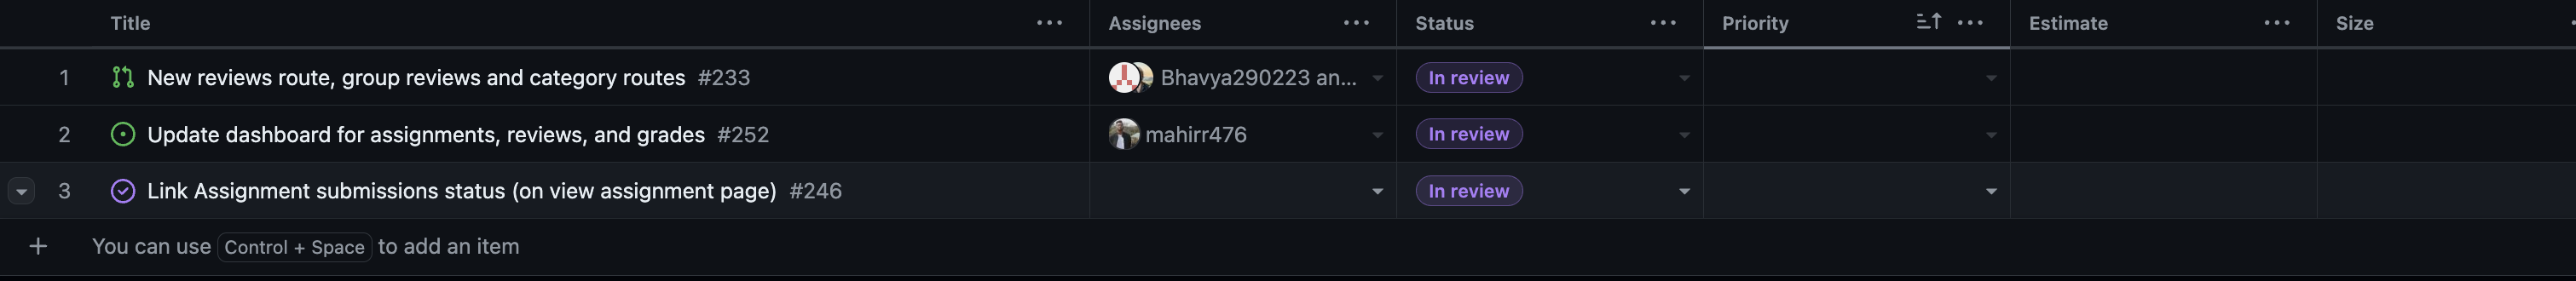 Title Assignees Status Priority Estimate Size
1 New reviews route, group reviews and category routes #233 Bhavya290223 an... In review
2 Update dashboard for assignments, reviews, and grades #252 mahirr476 In review
3 Link Assignment submissions status (on view assignment page) #246 In review
You can use Control + Space to add an item